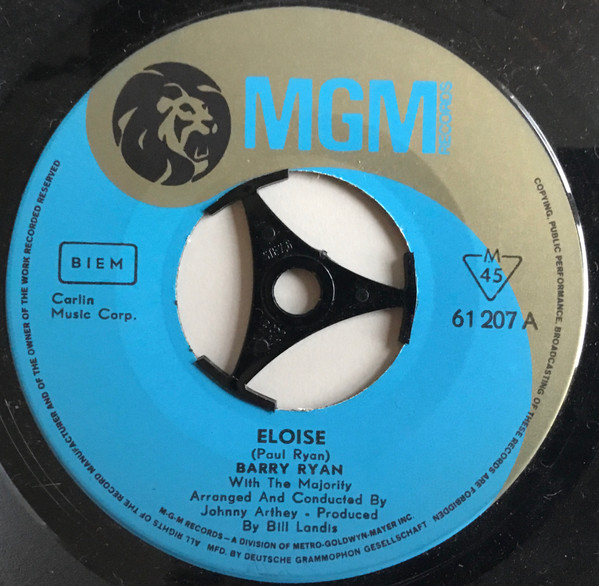 MGM
RECORDS
BIEM
Carlin
Music Corp.
M
45
61 207 A
ELOISE
(Paul Ryan)
BARRY RYAN
With The Majority
Arranged And Conducted By
Johnny Arthey - Produced
By Bill Landis
M-G-M RECORDS – A DIVISION OF METRO-GOLDWYN-MAYER INC.
MFD. BY DEUTSCHE GRAMMOPHON GESELLSCHAFT
ALL RIGHTS OF THE RECORD MANUFACTURER AND OF THE OWNER OF THE WORK RECORDED RESERVED
COPYING, PUBLIC PERFORMANCE, BROADCASTING OF THESE RECORDS ARE FORBIDDEN